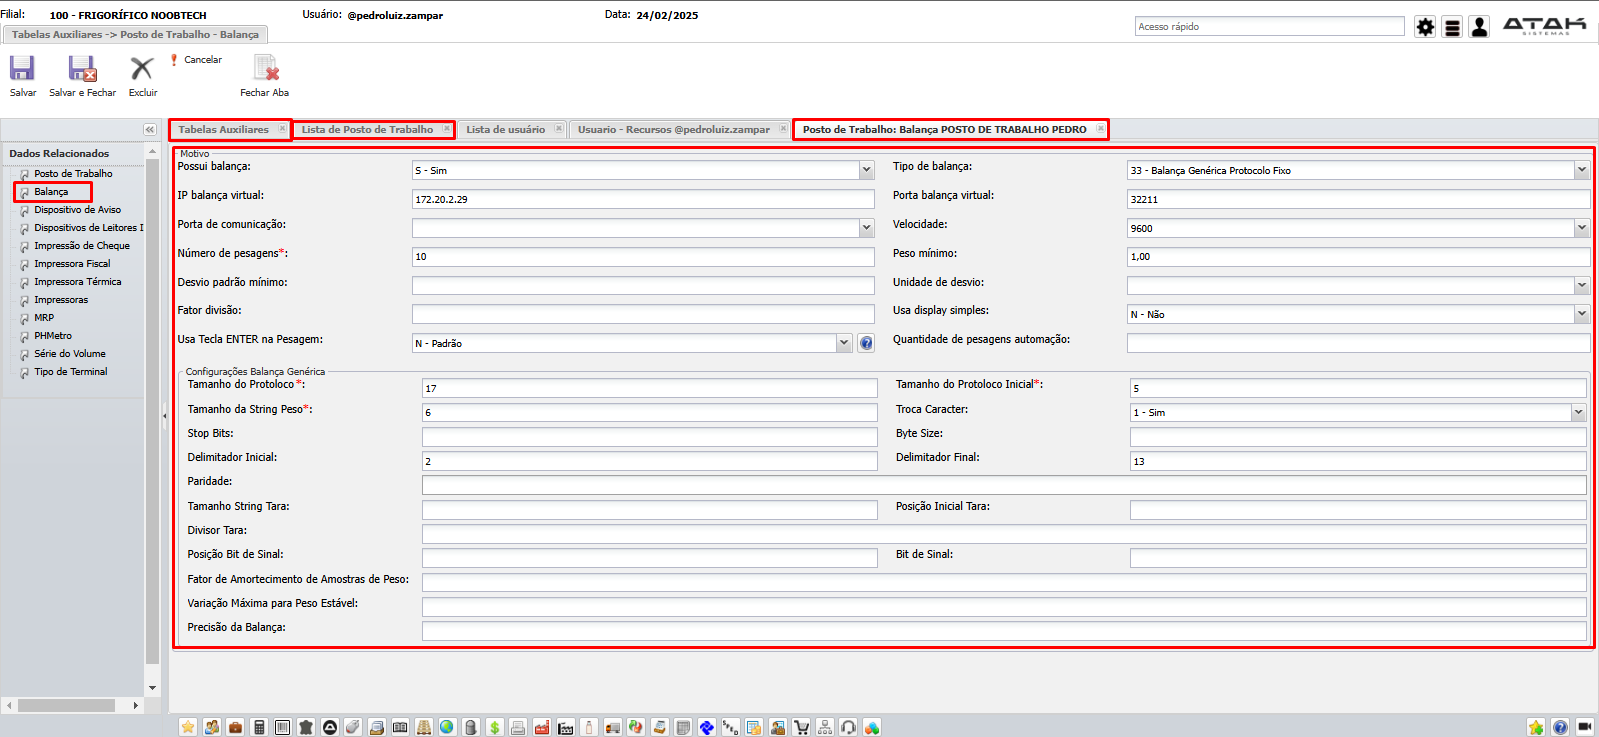 Filial: 100 - FRIGORÍFICO NOOBTECH Usuário: @pedroluiz.zampar Data: 24/02/2025
Tabelas Auxiliares -> Posto de Trabalho - Balança
Acesso rápido
ATAK
SISTEMAS
Salvar Salvar e Fechar Excluir Cancelar Fechar Aba
Tabelas Auxiliares Lista de Posto de Trabalho Lista de usuário Usuario - Recursos @pedroluiz.zampar Posto de Trabalho: Balança POSTO DE TRABALHO PEDRO
Dados Relacionados
Posto de Trabalho
Balança
Dispositivo de Aviso
Dispositivos de Leitores I
Impressão de Cheque
Impressora Fiscal
Impressora Térmica
Impressoras
MRP
PHMetro
Série do Volume
Tipo de Terminal
Motivo
Possui balança: S - Sim Tipo de balança: 33 - Balança Genérica Protocolo Fixo
IP balança virtual: 172.20.2.29 Porta balança virtual: 32211
Porta de comunicação: Velocidade: 9600
Número de pesagens*: 10 Peso mínimo: 1,00
Desvio padrão mínimo: Unidade de desvio:
Fator divisão: Usa display simples: N - Não
Usa Tecla ENTER na Pesagem: N - Padrão Quantidade de pesagens automação:
Configurações Balança Genérica
Tamanho do Protoloco*: 17 Tamanho do Protoloco Inicial*: 5
Tamanho da String Peso*: 6 Troca Caracter: 1 - Sim
Stop Bits: Byte Size:
Delimitador Inicial: 2 Delimitador Final: 13
Paridade:
Tamanho String Tara: Posição Inicial Tara:
Divisor Tara:
Posição Bit de Sinal: Bit de Sinal:
Fator de Amortecimento de Amostras de Peso:
Variação Máxima para Peso Estável:
Precisão da Balança: